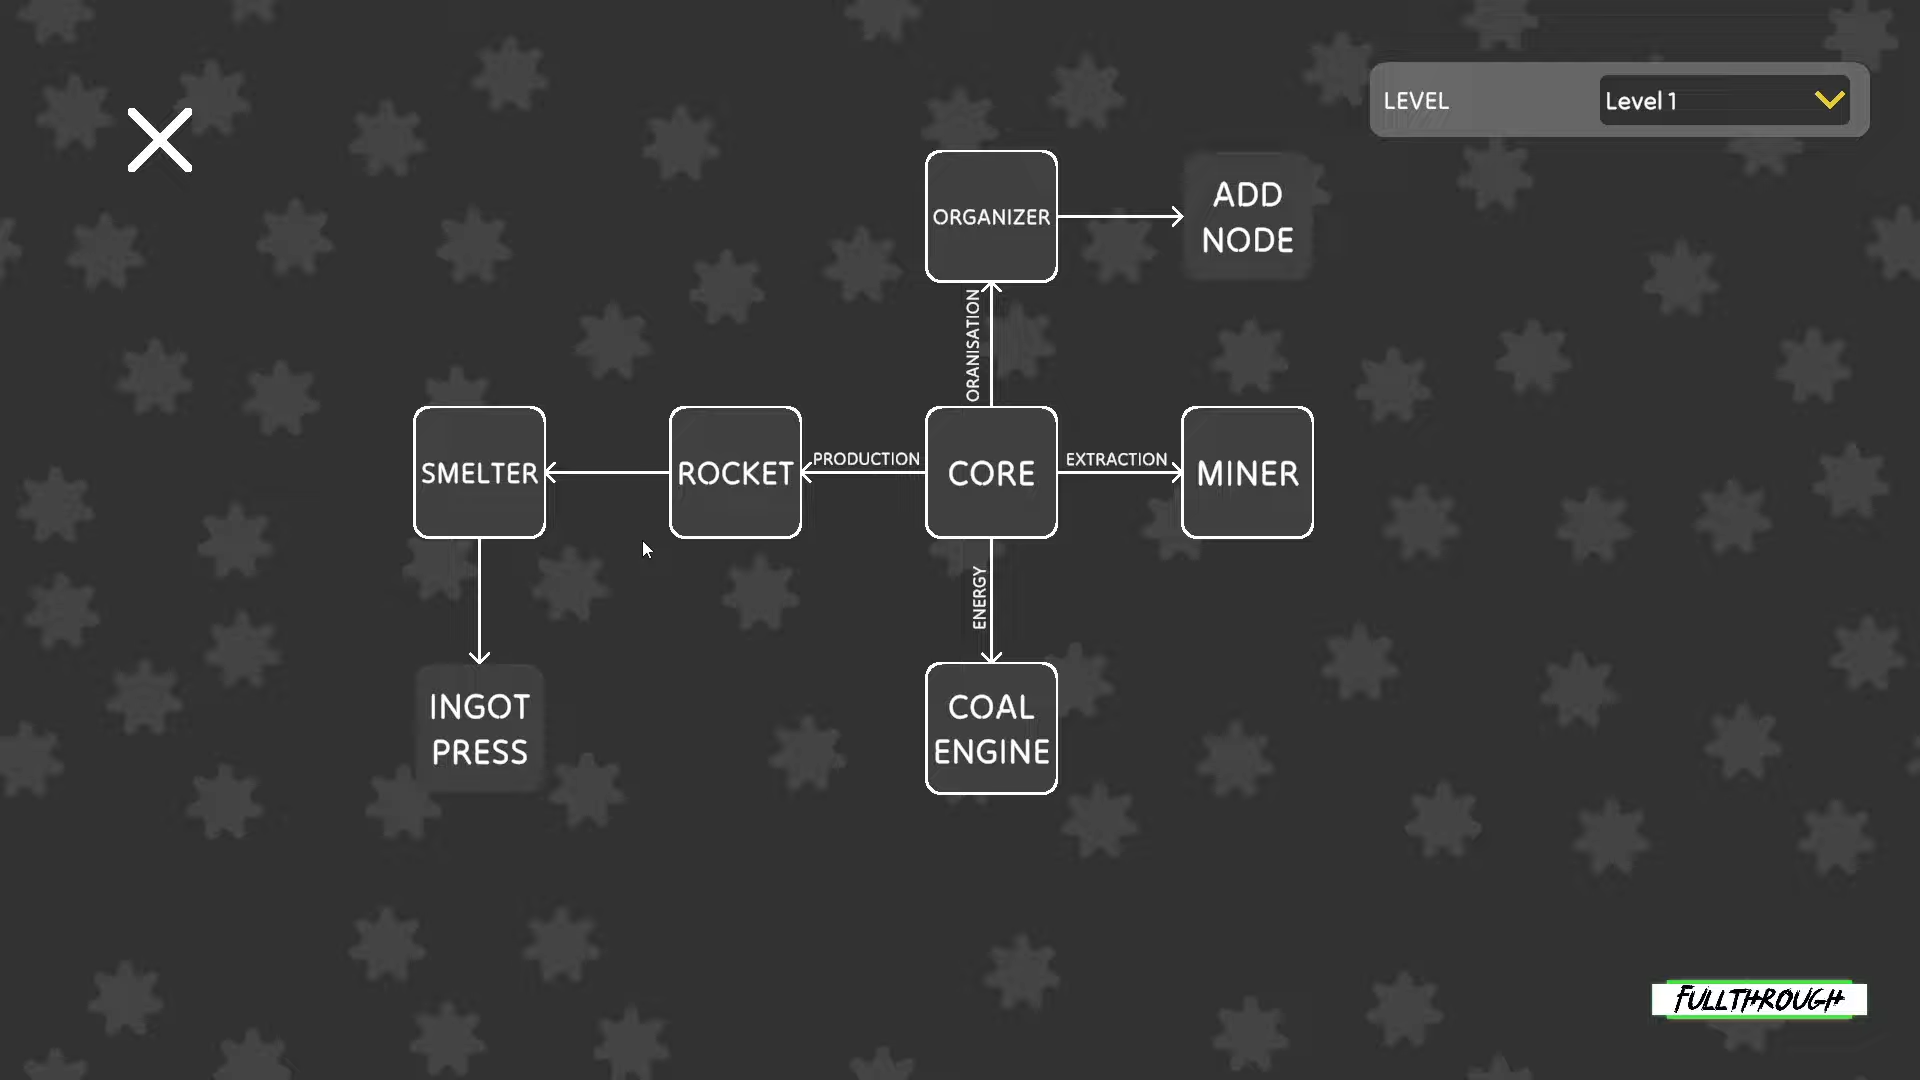 LEVEL
Level 1
ORGANIZER
ADD
NODE
ORANISATION
SMELTER
ROCKET
PRODUCTION
CORE
EXTRACTION
MINER
ENERGY
INGOT
PRESS
COAL
ENGINE
FULLTHROUGH